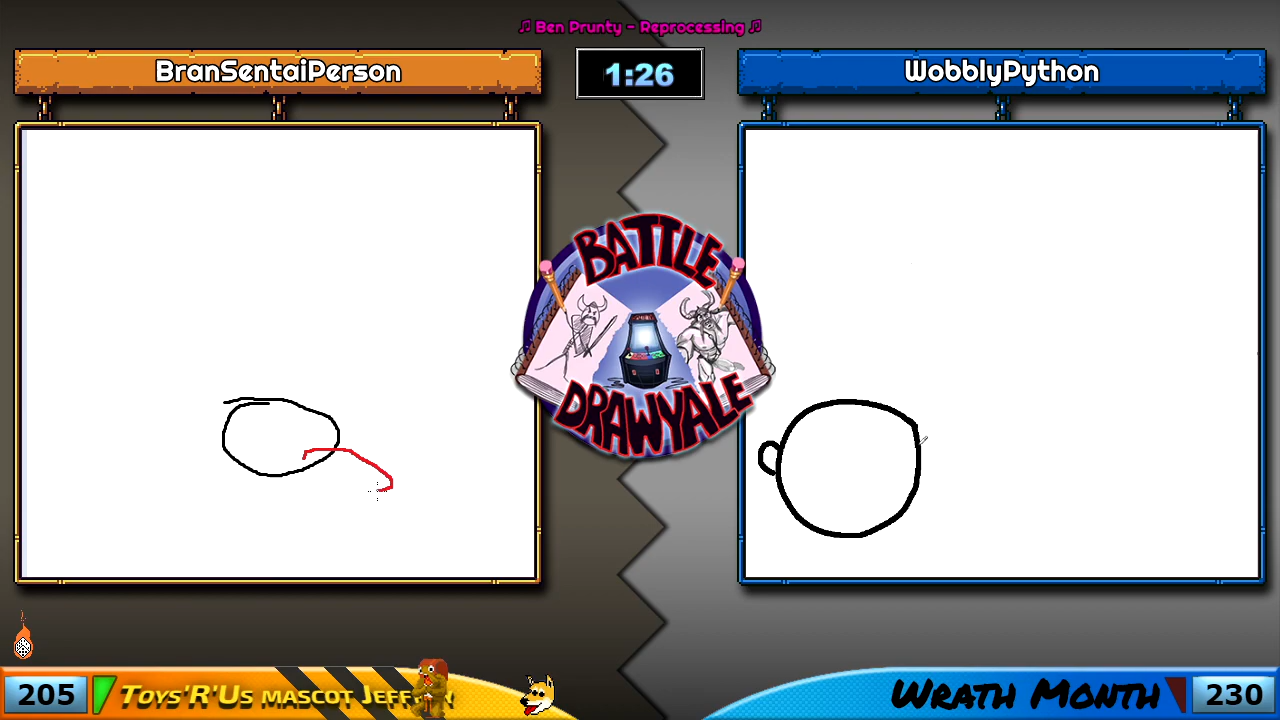 ♫ Ben Prunty - Reprocessing ♫
BranSentaiPerson
1:26
WobblyPython
BATTLE
DRAWYALE
205
Toys'R'Us mascot
Wrath Month
230